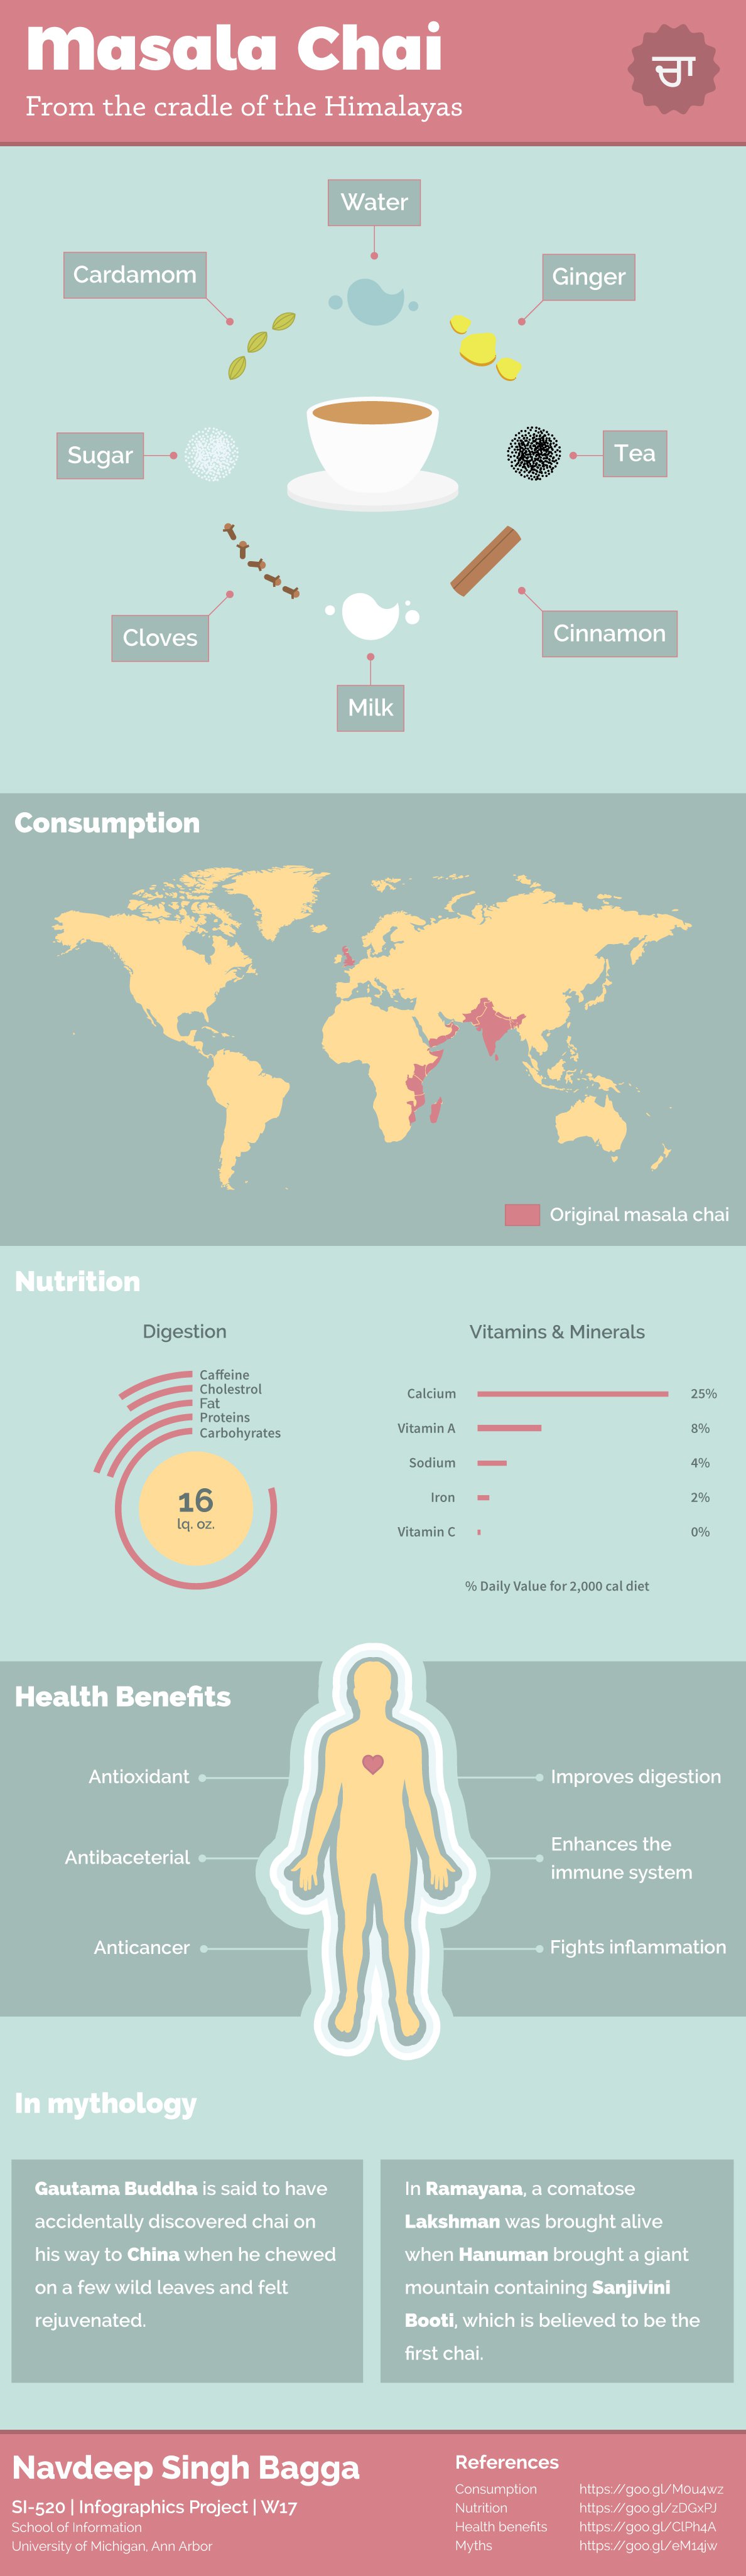 Masala Chai
From the cradle of the Himalayas
ਚਾ
Water
Cardamom
Ginger
Sugar
Tea
Cloves
Cinnamon
Milk
Consumption
Original masala chai
Nutrition
Digestion
Caffeine
Cholestrol
Fat
Proteins
Carbohyrates
16
lq. oz.
Vitamins & Minerals
Calcium 25%
Vitamin A 8%
Sodium 4%
Iron 2%
Vitamin C 0%
% Daily Value for 2,000 cal diet
Health Benefits
Antioxidant
Antibaceterial
Anticancer
Improves digestion
Enhances the
immune system
Fights inflammation
In mythology
Gautama Buddha is said to have
accidentally discovered chai on
his way to China when he chewed
on a few wild leaves and felt
rejuvenated.
In Ramayana, a comatose
Lakshman was brought alive
when Hanuman brought a giant
mountain containing Sanjivini
Booti, which is believed to be the
first chai.
Navdeep Singh Bagga
SI-520 | Infographics Project | W17
School of Information
University of Michigan, Ann Arbor
References
Consumption https://goo.gl/M0u4wz
Nutrition https://goo.gl/zDGxPJ
Health benefits https://goo.gl/ClPh4A
Myths https://goo.gl/eM14jw